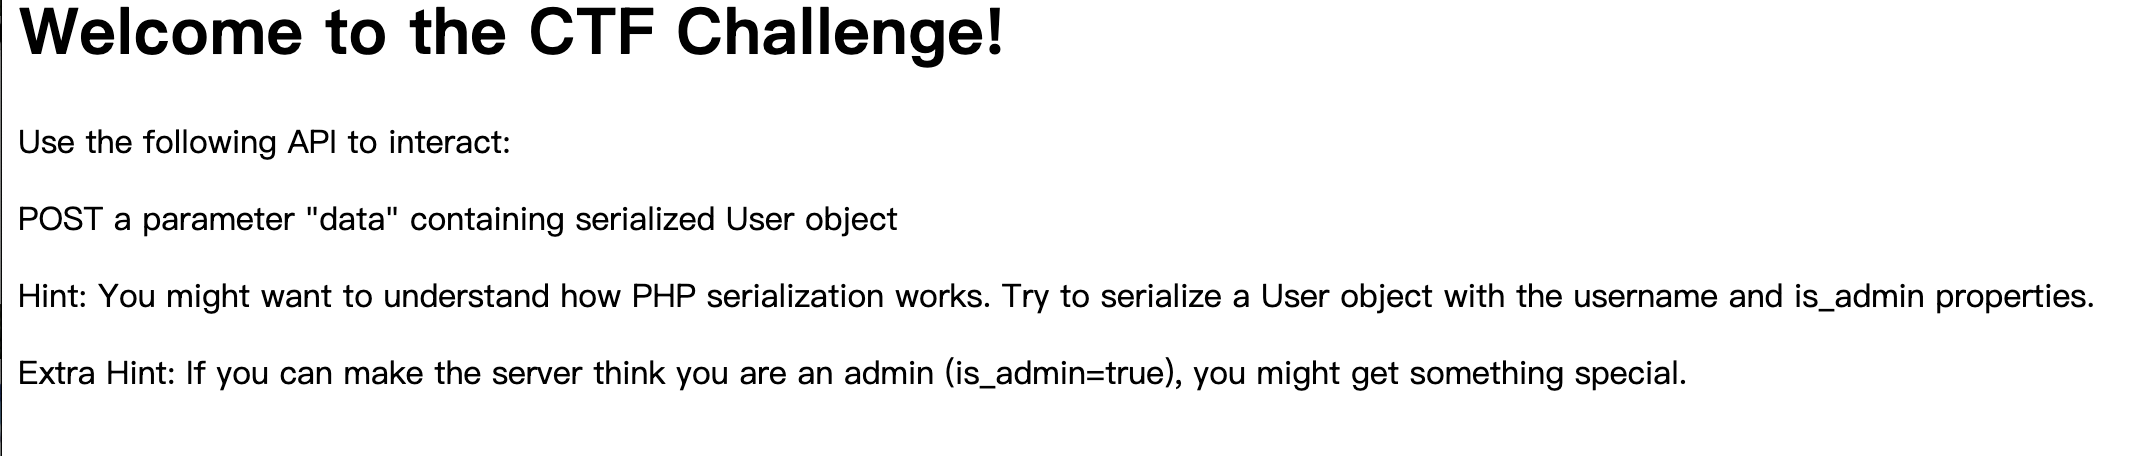 Welcome to the CTF Challenge!
Use the following API to interact:
POST a parameter "data" containing serialized User object
Hint: You might want to understand how PHP serialization works. Try to serialize a User object with the username and is_admin properties.
Extra Hint: If you can make the server think you are an admin (is_admin=true), you might get something special.